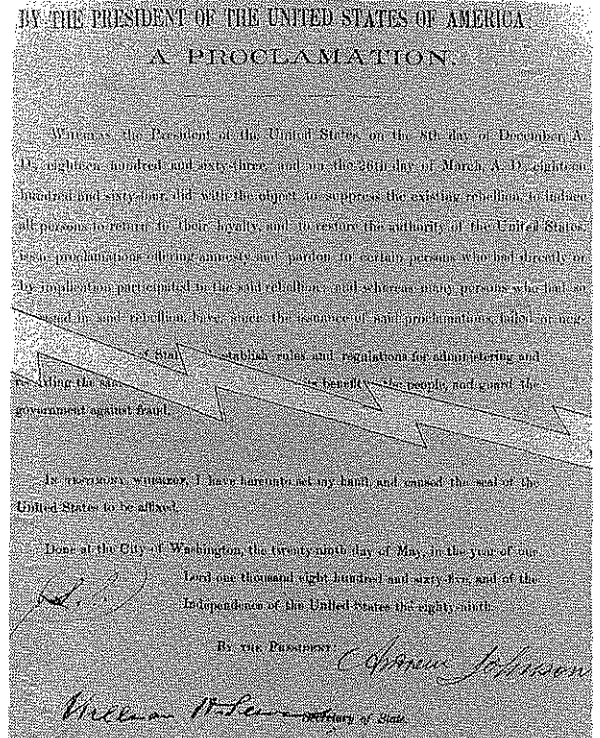 BY THE PRESIDENT OF THE UNITED STATES OF AMERICA
A PROCLAMATION.
WHEREAS, the President of the United States, on the 8th day of December, A.
D. eighteen hundred and sixty-three, and on the 26th day of March, A. D. eighteen
hundred and sixty-four, did, with the object to suppress the existing rebellion, to induce
all persons to return to their loyalty, and to restore the authority of the United States,
issue proclamations offering amnesty and pardon to certain persons who had directly or
by implication participated in the said rebellion; and whereas many persons who had so
in said rebellion, have, since the issuance of said proclamations, failed or neg-
establish rules and regulations for administering and
the people, and guard the
government against fraud.
IN TESTIMONY WHEREOF, I have hereunto set my hand, and caused the seal of the
United States to be affixed.
Done at the City of Washington, the twenty-ninth day of May, in the year of our
Lord one thousand eight hundred and sixty-five, and of the
Independence of the United States the eighty-ninth.
BY THE PRESIDENT:
Andrew Johnson
William H. Seward
Secretary of State